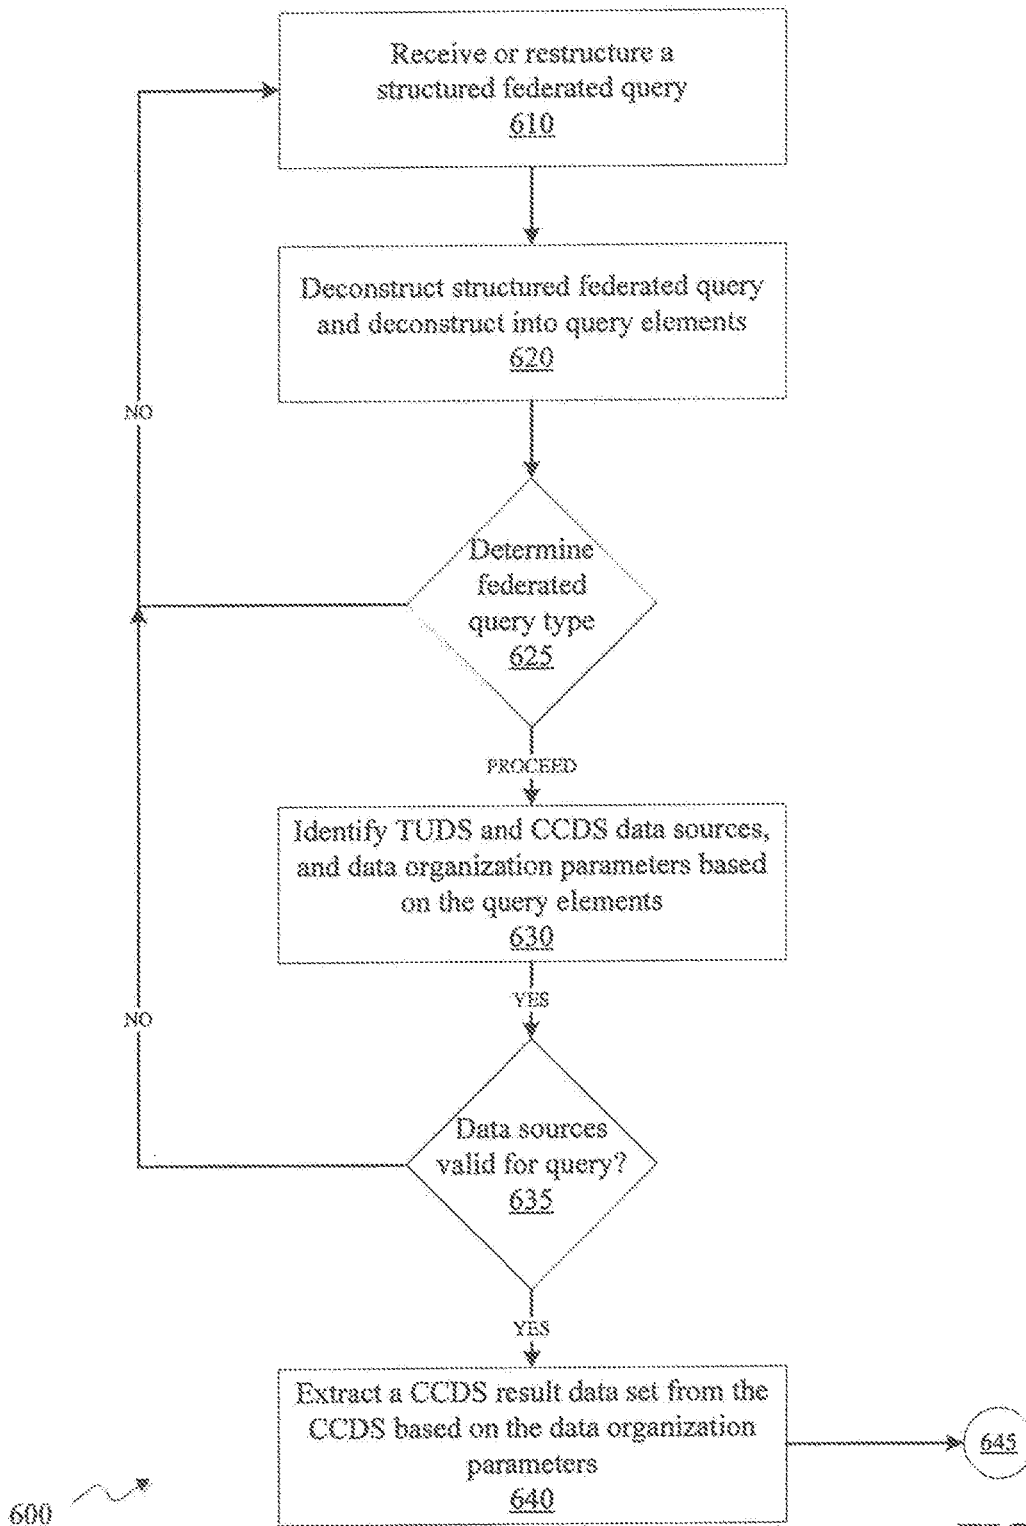 Receive or restructure a
structured federated query
610
Deconstruct structured federated query
and deconstruct into query elements
620
NO
Determine
federated
query type
625
PROCEED
Identify TUDS and CCDS data sources,
and data organization parameters based
on the query elements
630
YES
NO
Data sources
valid for query?
635
YES
Extract a CCDS result data set from the
CCDS based on the data organization
parameters
640
645
600